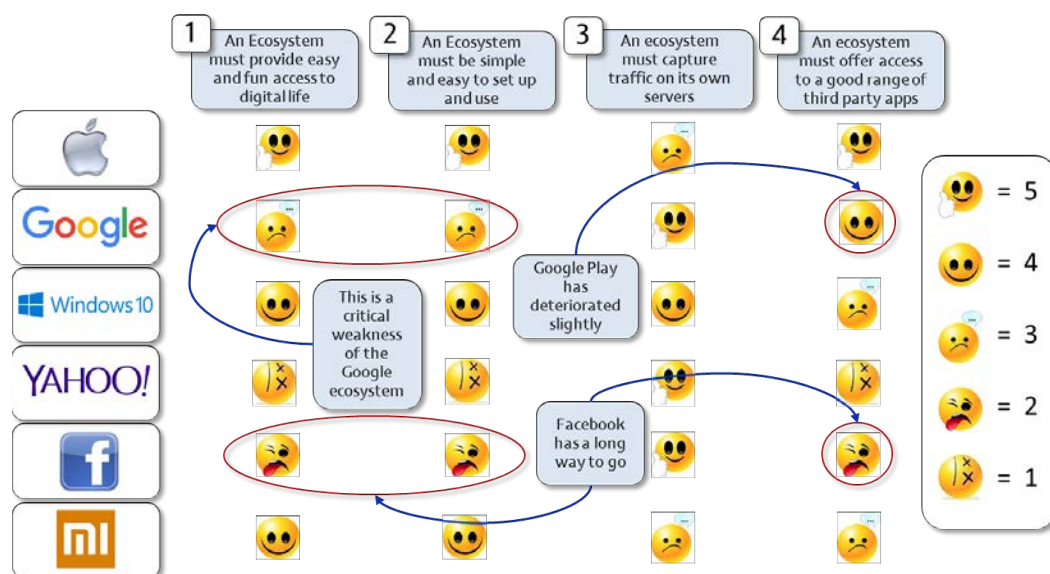 1
An Ecosystem
must provide easy
and fun access to
digital life
2
An Ecosystem
must be simple
and easy to set up
and use
3
An ecosystem
must capture
traffic on its own
servers
4
An ecosystem
must offer access
to a good range of
third party apps
Google
Windows 10
YAHOO!
f
mi
This is a
critical
weakness
of the
Google
ecosystem
Google Play
has
deteriorated
slightly
Facebook
has a long
way to go
= 5
= 4
= 3
= 2
= 1